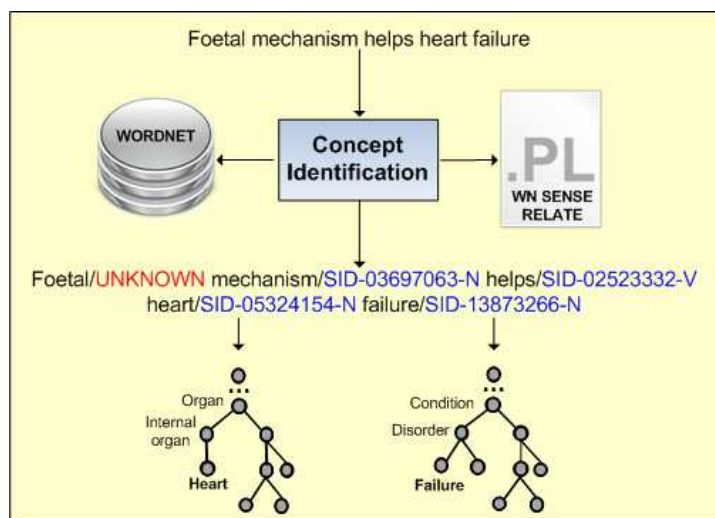 Foetal mechanism helps heart failure
WORDNET
Concept
Identification
.PL
WN SENSE
RELATE
Foetal/UNKNOWN mechanism/SID-03697063-N helps/SID-02523332-V
heart/SID-05324154-N failure/SID-13873266-N
...
Organ
Internal
organ
Heart
...
Condition
Disorder
Failure